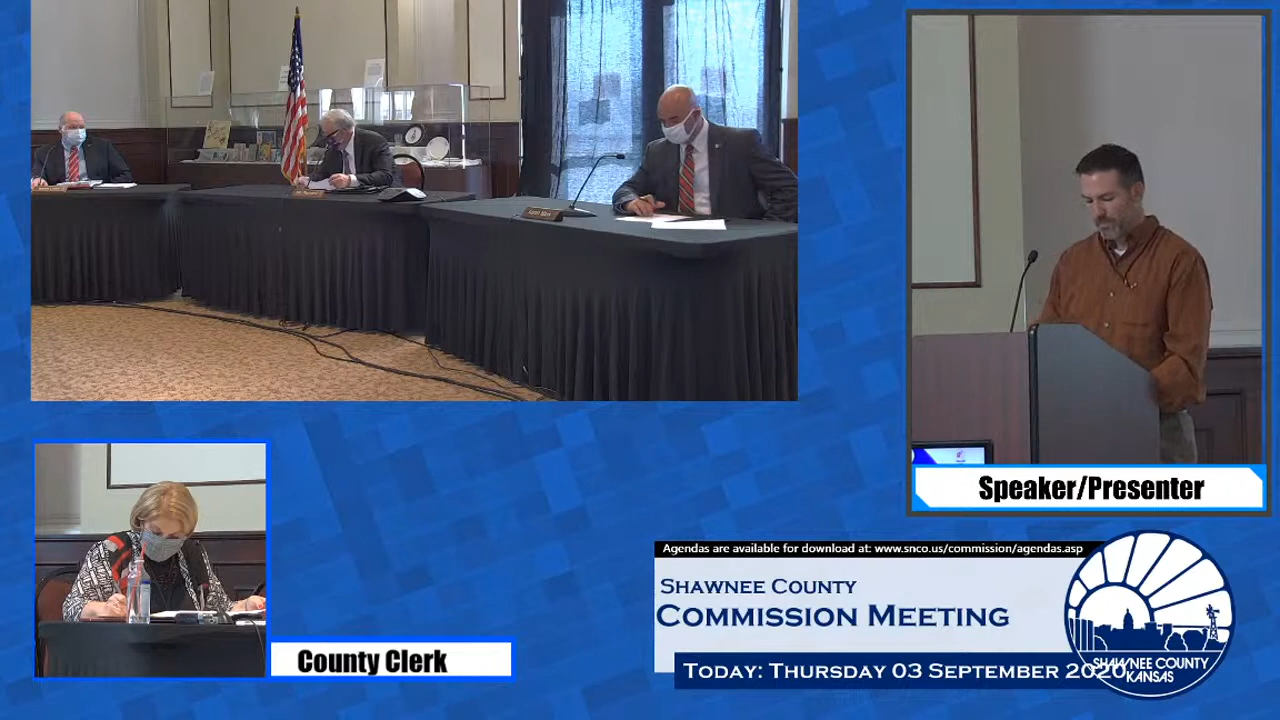 Speaker/Presenter
Agendas are available for download at: www.snco.us/commission/agendas.asp
SHAWNEE COUNTY
COMMISSION MEETING
TODAY: THURSDAY 03 SEPTEMBER 2020
SHAWNEE COUNTY
KANSAS
County Clerk